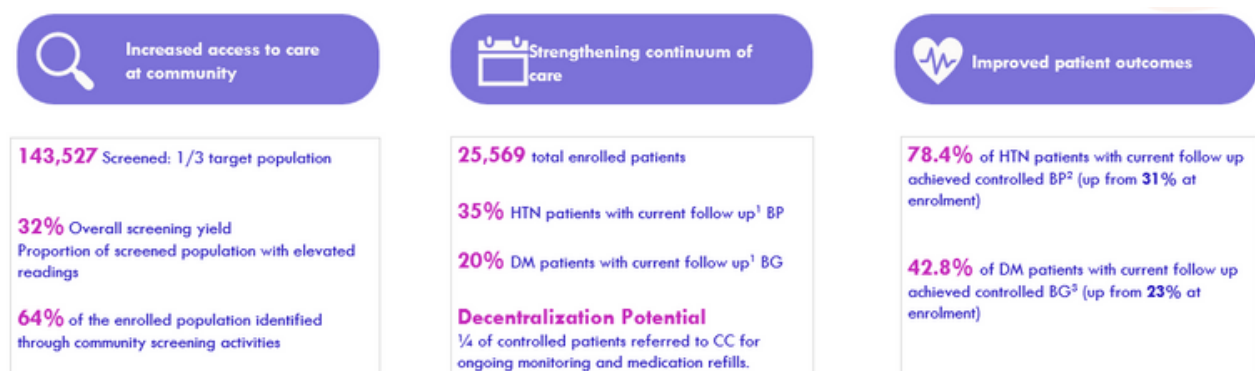 Increased access to care
at community
143,527 Screened: 1/3 target population
32% Overall screening yield
Proportion of screened population with elevated
readings
64% of the enrolled population identified
through community screening activities
Strengthening continuum of
care
25,569 total enrolled patients
35% HTN patients with current follow up¹ BP
20% DM patients with current follow up¹ BG
Decentralization Potential
¼ of controlled patients referred to CC for
ongoing monitoring and medication refills.
Improved patient outcomes
78.4% of HTN patients with current follow up
achieved controlled BP² (up from 31% at
enrolment)
42.8% of DM patients with current follow up
achieved controlled BG³ (up from 23% at
enrolment)